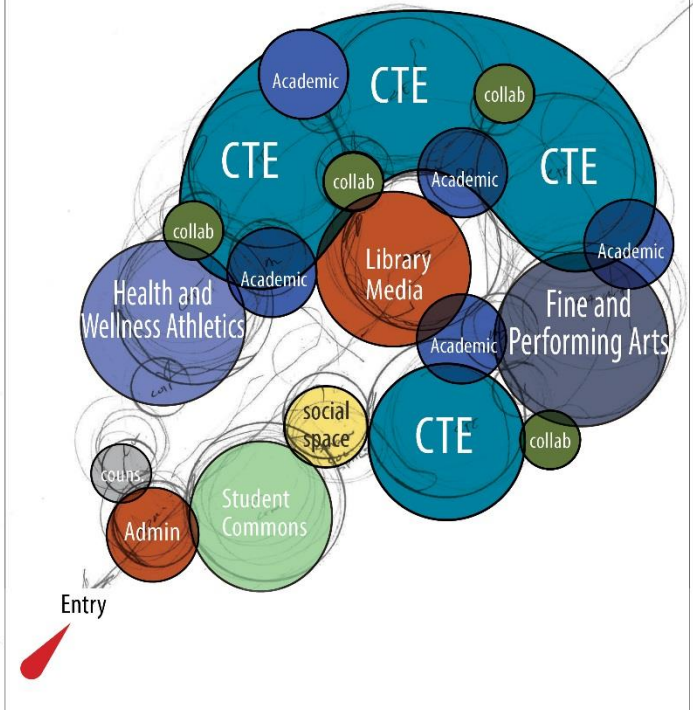 CTE
Academic
collab
CTE
CTE
collab
Academic
collab
Academic
Academic
Library
Media
Health and
Wellness Athletics
Fine and
Performing Arts
Academic
social
space
CTE
collab
couns.
Student
Commons
Admin
Entry